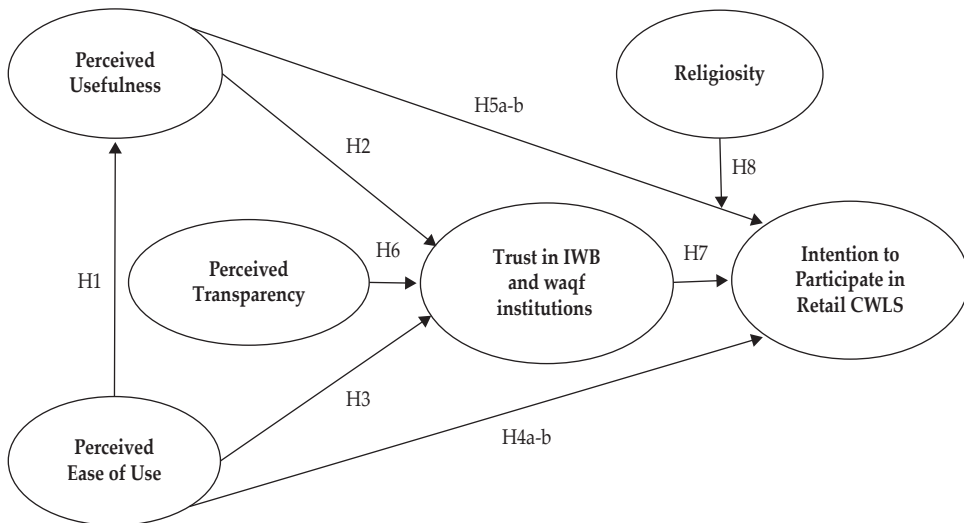 Perceived
Usefulness
Religiosity
H5a-b
H2
H8
Perceived
Transparency
H6
Trust in IWB
and waqf
institutions
H7
Intention to
Participate in
Retail CWLS
H1
H3
H4a-b
Perceived
Ease of Use